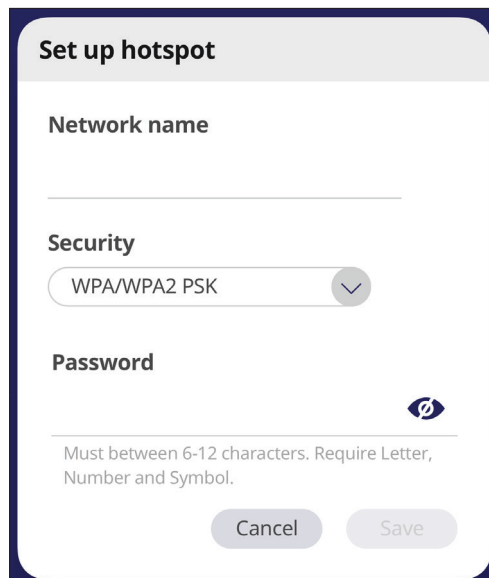 Set up hotspot
Network name
Security
WPA/WPA2 PSK
Password
Must between 6-12 characters. Require Letter,
Number and Symbol.
Cancel Save